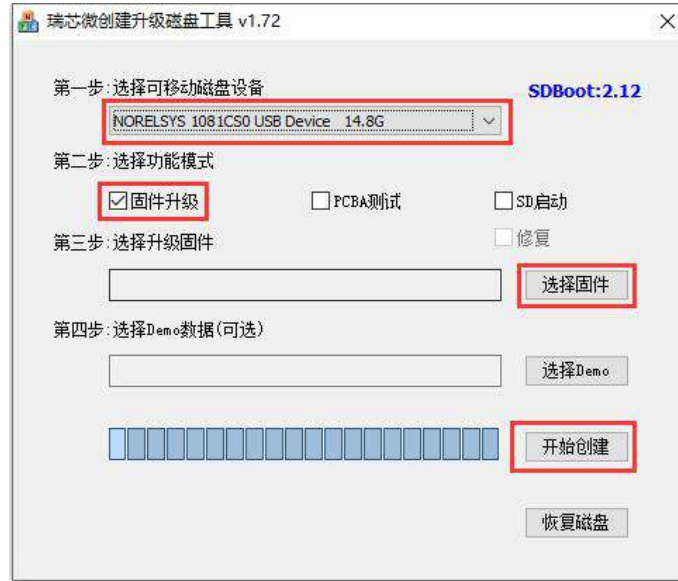 瑞芯微创建升级磁盘工具 v1.72
第一步:选择可移动磁盘设备
SDBoot:2.12
NORELSYS 1081CS0 USB Device 14.8G
第二步:选择功能模式
固件升级
PCBA测试
SD启动
第三步:选择升级固件
修复
选择固件
第四步:选择Demo数据(可选)
选择Demo
开始创建
恢复磁盘